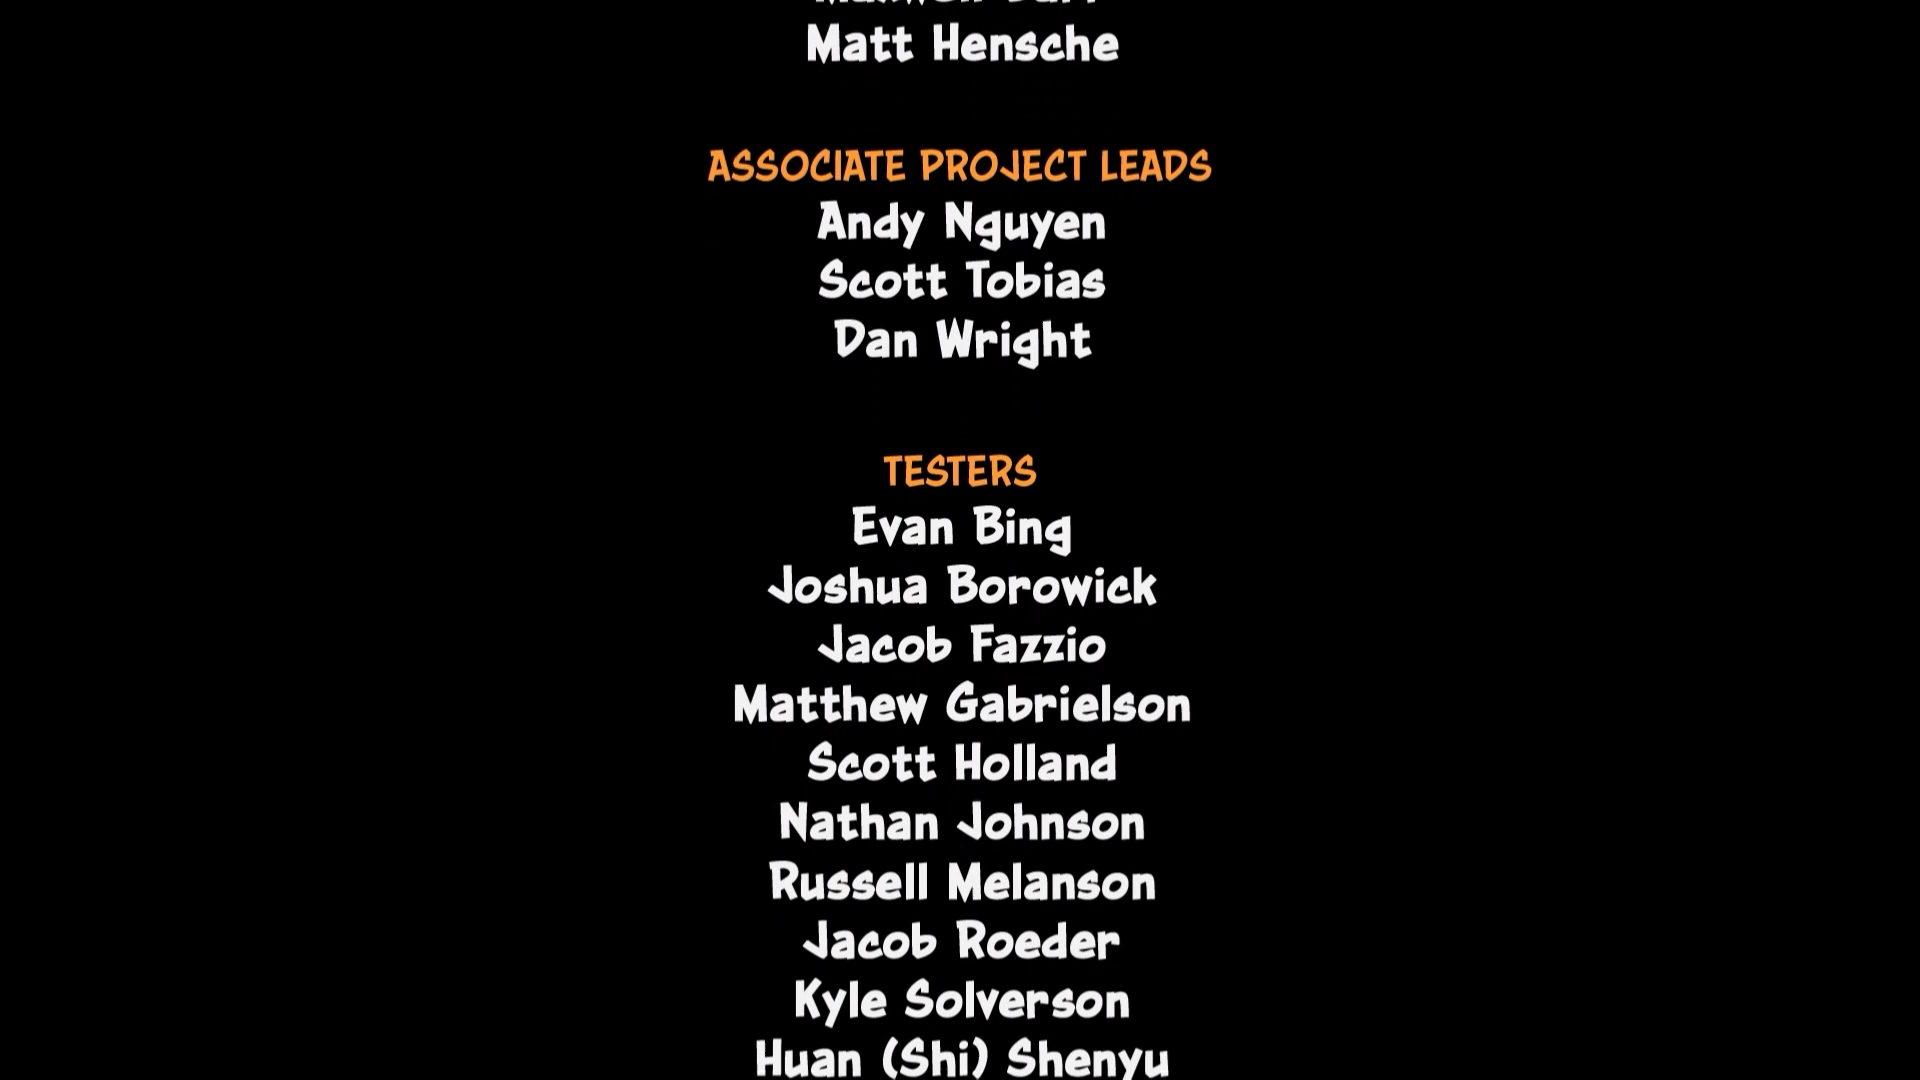 Matt Hensche
ASSOCIATE PROJECT LEADS
Andy Nguyen
Scott Tobias
Dan Wright
TESTERS
Evan Bing
Joshua Borowick
Jacob Fazzio
Matthew Gabrielson
Scott Holland
Nathan Johnson
Russell Melanson
Jacob Roeder
Kyle Solverson
Huan (Shi) Shenyu